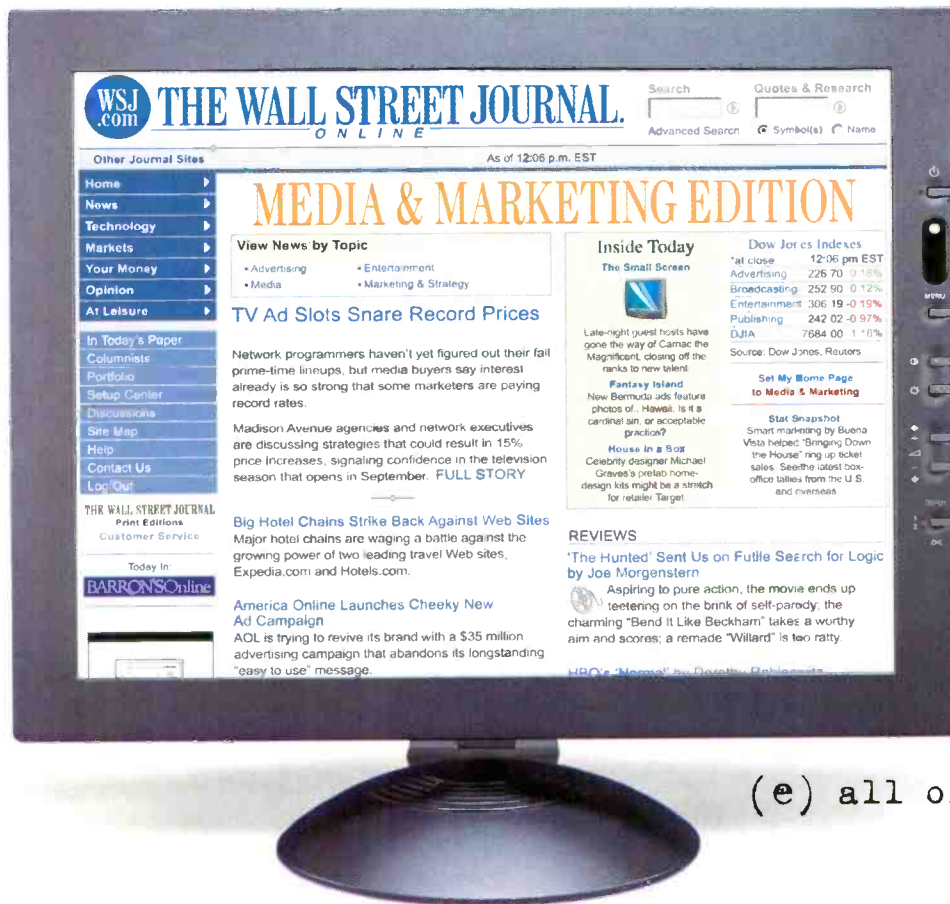 WSJ
.com
THE WALL STREET JOURNAL.
ONLINE
Search
Quotes & Research
Advanced Search
Symbol(s) Name
Other Journal Sites
As of 12:06 p.m. EST
Home
News
Technology
Markets
Your Money
Opinion
At Leisure
In Today's Paper
Columnists
Portfolio
Setup Center
Discussions
Site Map
Help
Contact Us
Log Out
THE WALL STREET JOURNAL
Print Editions
Customer Service
Today In:
BARRON'S Online
MEDIA & MARKETING EDITION
View News by Topic
• Advertising • Entertainment
• Media • Marketing & Strategy
TV Ad Slots Snare Record Prices
Network programmers haven't yet figured out their fall
prime-time lineups, but media buyers say interest
already is so strong that some marketers are paying
record rates.
Madison Avenue agencies and network executives
are discussing strategies that could result in 15%
price increases, signaling confidence in the television
season that opens in September. FULL STORY
Big Hotel Chains Strike Back Against Web Sites
Major hotel chains are waging a battle against the
growing power of two leading travel Web sites,
Expedia.com and Hotels.com.
America Online Launches Cheeky New
Ad Campaign
AOL is trying to revive its brand with a $35 million
advertising campaign that abandons its longstanding
"easy to use" message.
Inside Today
The Small Screen
Late-night guest hosts have
gone the way of Carnac the
Magnificent, closing off the
ranks to new talent
Fantasy Island
New Bermuda ads feature
photos of.. Hawaii. Is it a
cardinal sin, or acceptable
practice?
House in a Box
Celebrity designer Michael
Graves's prefab home-
design kits might be a stretch
for retailer Target
Dow Jones Indexes
*at close 12:06 pm EST
Advertising 226 70 0 16%
Broadcasting 252 90 0 12%
Entertainment 306 19 -0 19%
Publishing 242 02 -0 97%
DJIA 7684 00 1 16%
Source: Dow Jones, Reuters
Set My Home Page
to Media & Marketing
Stat Snapshot
Smart marketing by Buena
Vista helped "Bringing Down
the House" ring up ticket
sales. See the latest box-
office tallies from the U.S.
and overseas
REVIEWS
'The Hunted' Sent Us on Futile Search for Logic
by Joe Morgenstern
Aspiring to pure action, the movie ends up
teetering on the brink of self-parody; the
charming "Bend It Like Beckham" takes a worthy
aim and scores; a remade "Willard" is too ratty.
HBO's 'Normal' by Dorothy Rabinowitz
MENU
OK
(e) all o